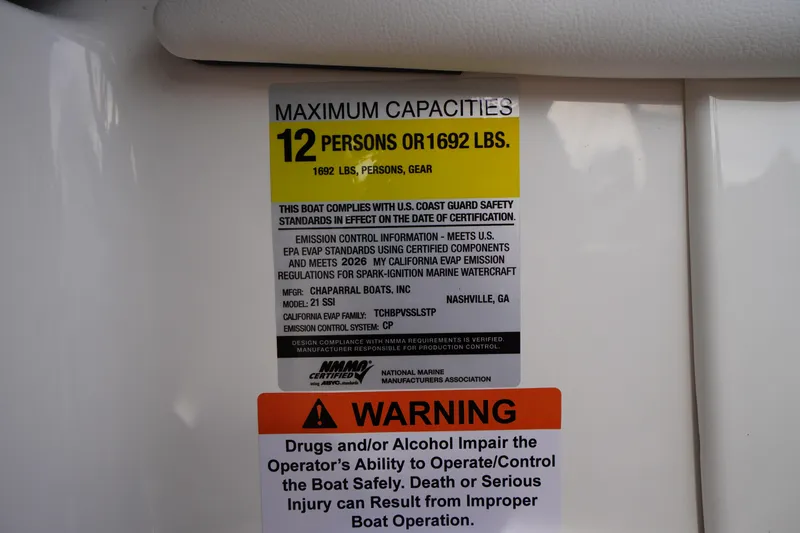 MAXIMUM CAPACITIES
12 PERSONS OR 1692 LBS.
1692 LBS, PERSONS, GEAR
THIS BOAT COMPLIES WITH U.S. COAST GUARD SAFETY
STANDARDS IN EFFECT ON THE DATE OF CERTIFICATION.
EMISSION CONTROL INFORMATION - MEETS U.S.
EPA EVAP STANDARDS USING CERTIFIED COMPONENTS
AND MEETS 2026 MY CALIFORNIA EVAP EMISSION
REGULATIONS FOR SPARK-IGNITION MARINE WATERCRAFT
MFGR: CHAPARRAL BOATS, INC
MODEL: 21 SSI NASHVILLE, GA
CALIFORNIA EVAP FAMILY: TCHBPVSSLSTP
EMISSION CONTROL SYSTEM: CP
DESIGN COMPLIANCE WITH NMMA REQUIREMENTS IS VERIFIED.
MANUFACTURER RESPONSIBLE FOR PRODUCTION CONTROL.
NMMA
CERTIFIED
using ABYC standards
NATIONAL MARINE
MANUFACTURERS ASSOCIATION
WARNING
Drugs and/or Alcohol Impair the
Operator's Ability to Operate/Control
the Boat Safely. Death or Serious
Injury can Result from Improper
Boat Operation.